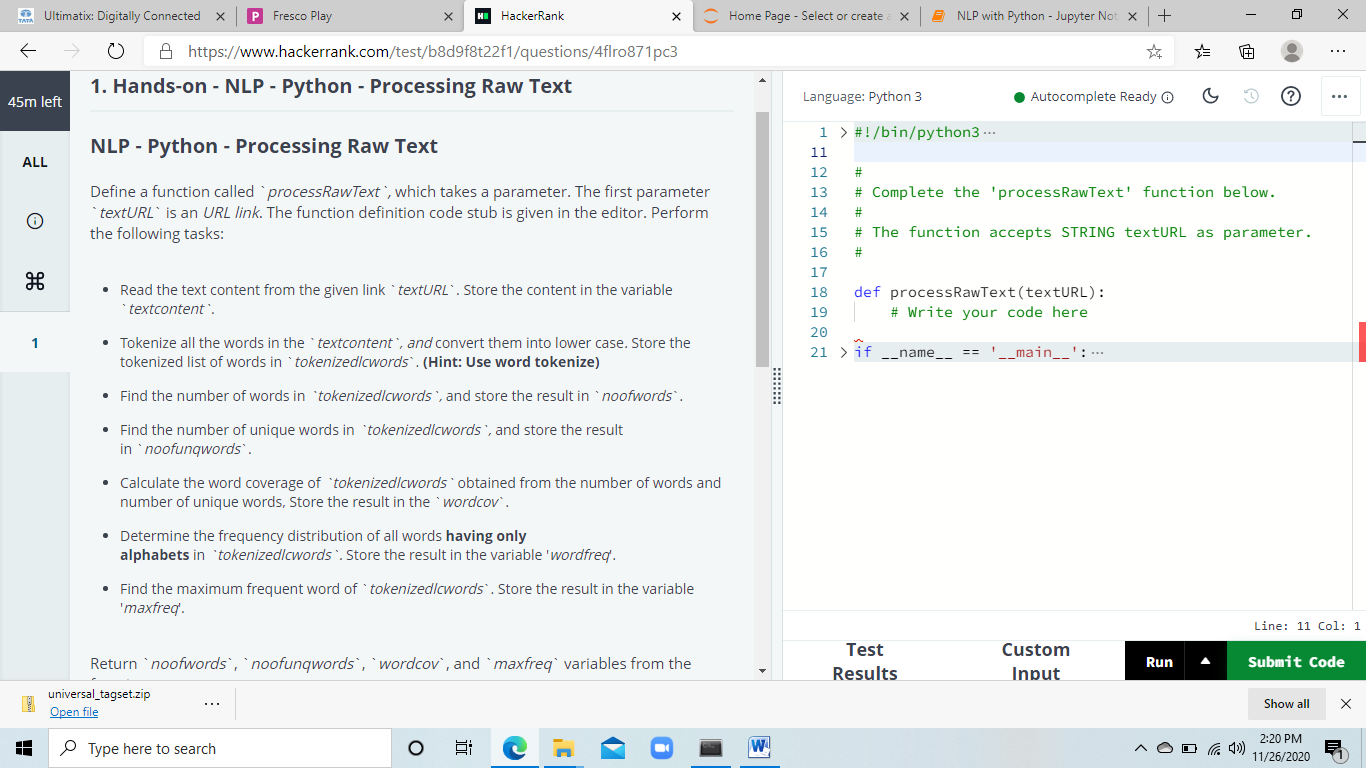 Ultimatix: Digitally Connected
Fresco Play
HackerRank
Home Page - Select or create a
NLP with Python - Jupyter Not
https://www.hackerrank.com/test/b8d9f8t22f1/questions/4flro871pc3
45m left
ALL
1
1. Hands-on - NLP - Python - Processing Raw Text
NLP - Python - Processing Raw Text
Define a function called `processRawText`, which takes a parameter. The first parameter
`textURL` is an URL link. The function definition code stub is given in the editor. Perform
the following tasks:
• Read the text content from the given link `textURL`. Store the content in the variable
`textcontent`.
• Tokenize all the words in the `textcontent`, and convert them into lower case. Store the
tokenized list of words in `tokenizedlcwords`. (Hint: Use word tokenize)
• Find the number of words in `tokenizedlcwords`, and store the result in `noofwords`.
• Find the number of unique words in `tokenizedlcwords`, and store the result
in `noofunqwords`.
• Calculate the word coverage of `tokenizedlcwords` obtained from the number of words and
number of unique words, Store the result in the `wordcov`.
• Determine the frequency distribution of all words having only
alphabets in `tokenizedlcwords`. Store the result in the variable 'wordfreq'.
• Find the maximum frequent word of `tokenizedlcwords`. Store the result in the variable
'maxfreq'.
Return `noofwords`, `noofunqwords`, `wordcov`, and `maxfreq` variables from the
Language: Python 3
Autocomplete Ready
1 #!/bin/python3 ...
11
12 #
13 # Complete the 'processRawText' function below.
14 #
15 # The function accepts STRING textURL as parameter.
16 #
17
18 def processRawText(textURL):
19 # Write your code here
20
21 if __name__ == '__main__': ...
Line: 11 Col: 1
Test
Results
Custom
Input
Run
Submit Code
universal_tagset.zip
Open file
Show all
Type here to search
2:20 PM
11/26/2020
1